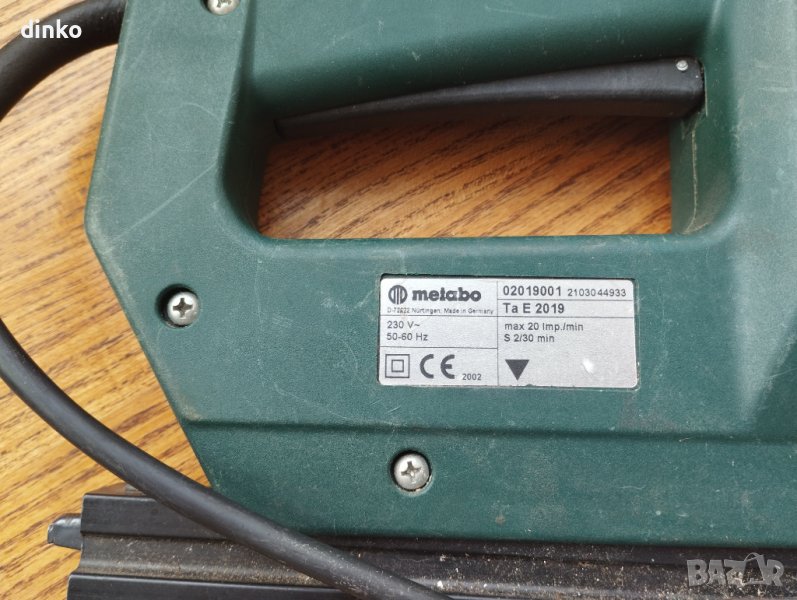 dinko
metabo
D-72622 Nürtingen, Made in Germany
230 V~
50-60 Hz
CE 2002
02019001 2103044933
Ta E 2019
max 20 Imp./min
S 2/30 min
BAZAR